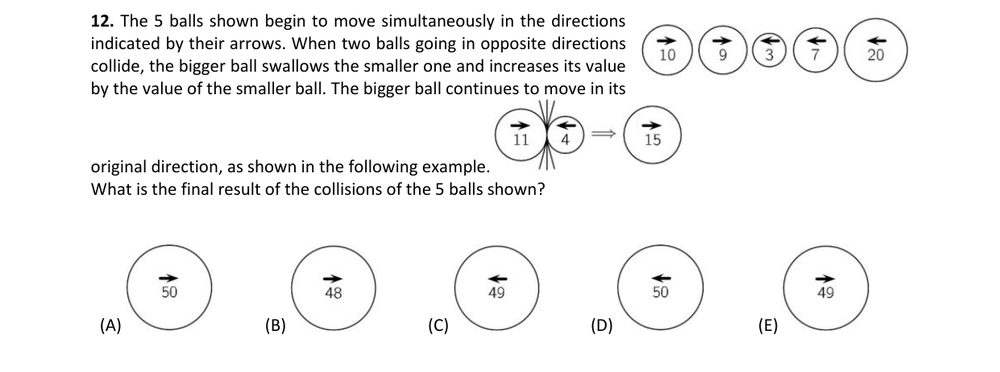 12. The 5 balls shown begin to move simultaneously in the directions
indicated by their arrows. When two balls going in opposite directions
collide, the bigger ball swallows the smaller one and increases its value
by the value of the smaller ball. The bigger ball continues to move in its
10 9 3 7 20
11 4 15
original direction, as shown in the following example.
What is the final result of the collisions of the 5 balls shown?
50 48 49 50 49
(A) (B) (C) (D) (E)